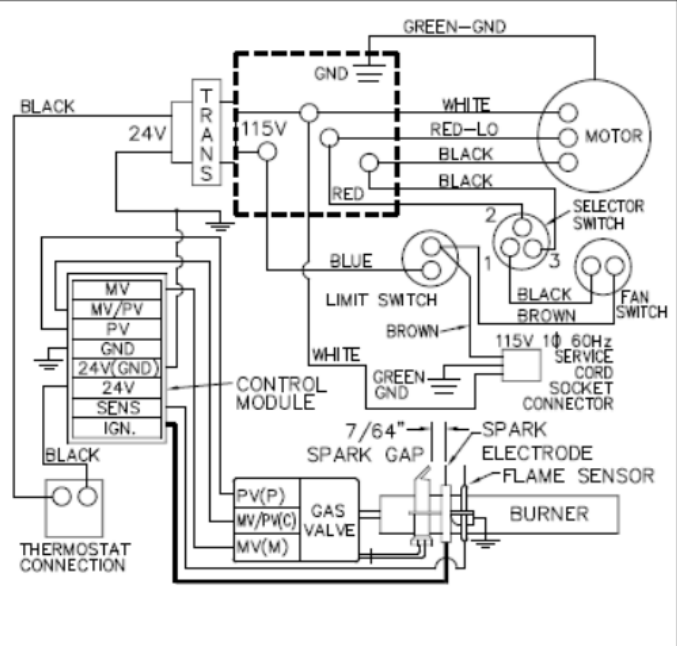 GREEN-GND
GND
BLACK
TRANS
24V
115V
WHITE
RED-LO
BLACK
MOTOR
BLACK
RED
SELECTOR
SWITCH
2
1
3
BLUE
LIMIT SWITCH
BLACK
BROWN
FAN
SWITCH
BROWN
MV
MV/PV
PV
GND
24V(GND)
24V
SENS
IGN.
CONTROL
MODULE
WHITE
GREEN
GND
115V 1ϕ 60Hz
SERVICE
CORD
SOCKET
CONNECTOR
7/64"
SPARK GAP
SPARK
ELECTRODE
FLAME SENSOR
BLACK
PV(P)
MV/PV(C)
MV(M)
GAS
VALVE
BURNER
THERMOSTAT
CONNECTION